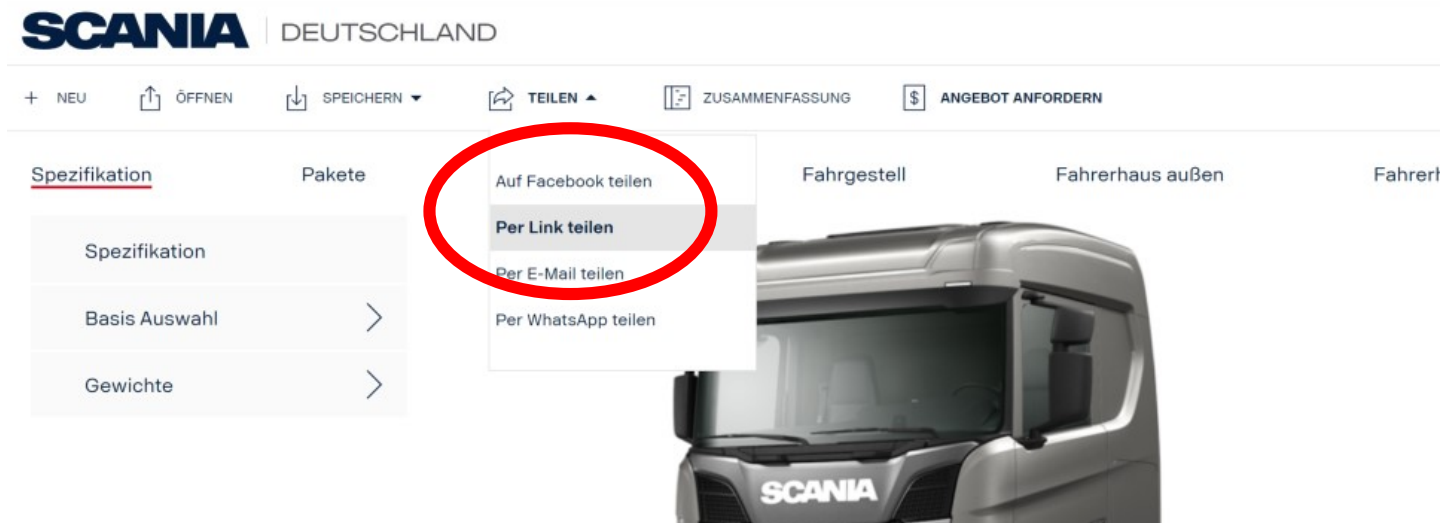 SCANIA DEUTSCHLAND
+ NEU ÖFFNEN SPEICHERN TEILEN ZUSAMMENFASSUNG $ ANGEBOT ANFORDERN
Spezifikation Pakete Fahrgestell Fahrerhaus außen
Auf Facebook teilen
Per Link teilen
Per E-Mail teilen
Per WhatsApp teilen
Spezifikation
Basis Auswahl
Gewichte
SCANIA